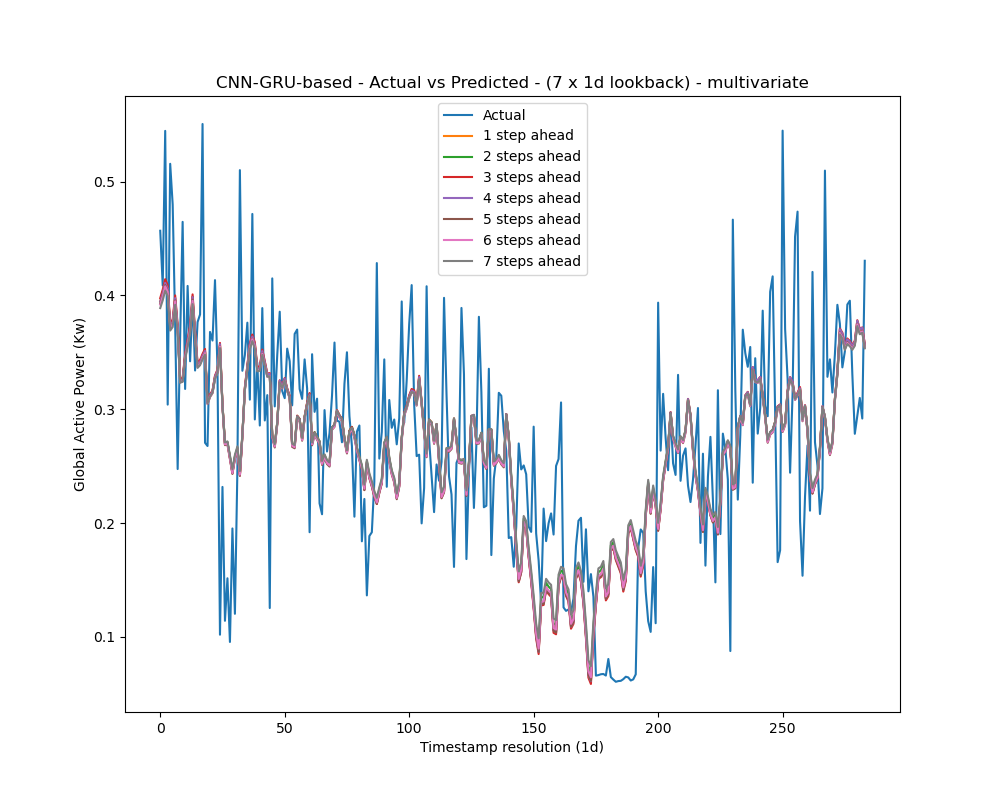 CNN-GRU-based - Actual vs Predicted - (7 x 1d lookback) - multivariate
Actual
1 step ahead
2 steps ahead
3 steps ahead
4 steps ahead
5 steps ahead
6 steps ahead
7 steps ahead
Global Active Power (Kw)
0.5
0.4
0.3
0.2
0.1
0 50 100 150 200 250
Timestamp resolution (1d)